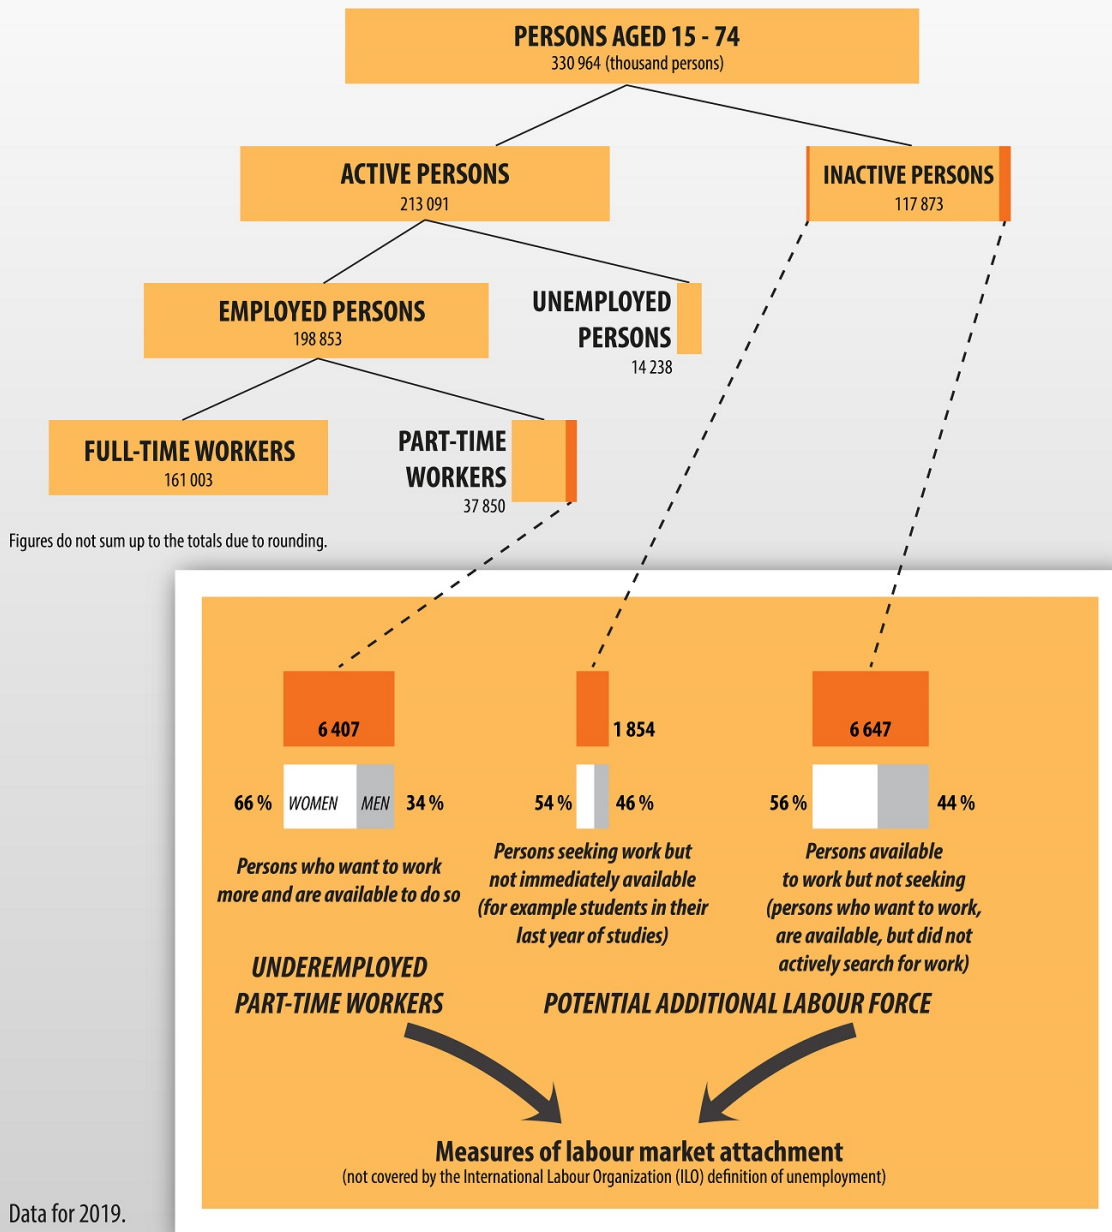 PERSONS AGED 15 - 74
330 964 (thousand persons)
ACTIVE PERSONS
213 091
INACTIVE PERSONS
117 873
EMPLOYED PERSONS
198 853
UNEMPLOYED
PERSONS
14 238
FULL-TIME WORKERS
161 003
PART-TIME
WORKERS
37 850
Figures do not sum up to the totals due to rounding.
6 407
66 % WOMEN MEN 34 %
Persons who want to work
more and are available to do so
UNDEREMPLOYED
PART-TIME WORKERS
1 854
54 % 46 %
Persons seeking work but
not immediately available
(for example students in their
last year of studies)
6 647
56 % 44 %
Persons available
to work but not seeking
(persons who want to work,
are available, but did not
actively search for work)
POTENTIAL ADDITIONAL LABOUR FORCE
Measures of labour market attachment
(not covered by the International Labour Organization (ILO) definition of unemployment)
Data for 2019.